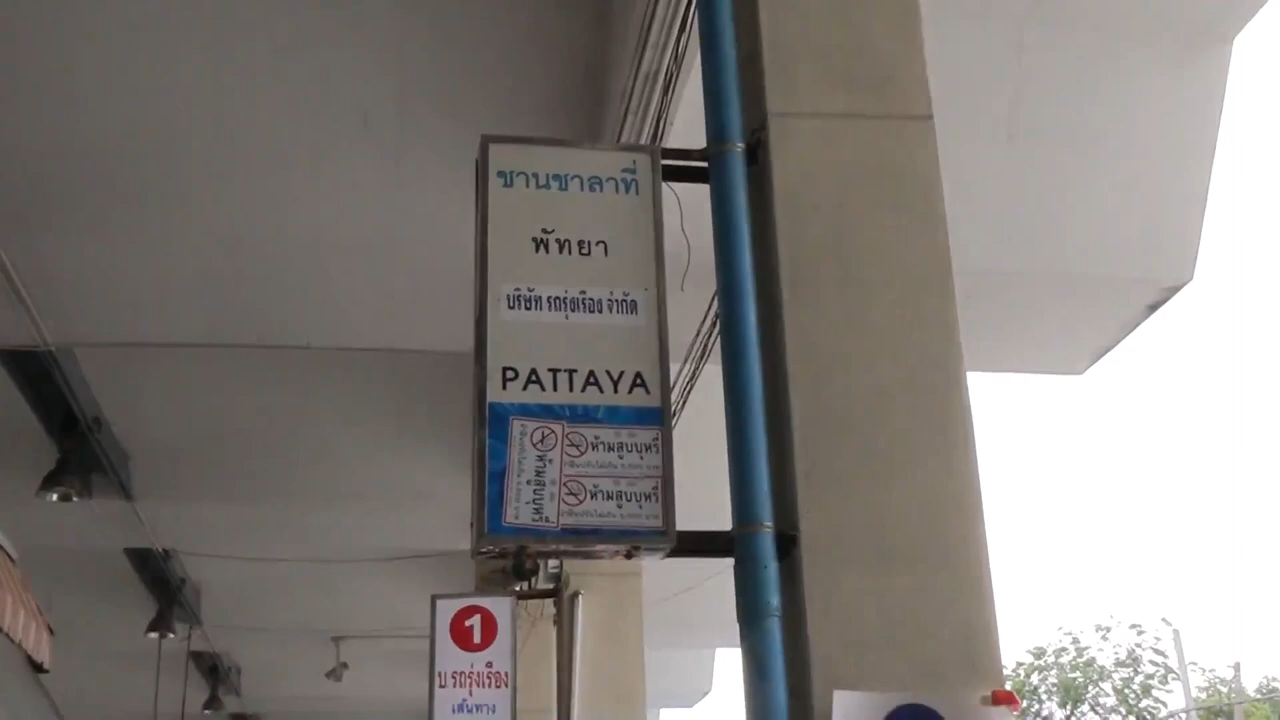 ชานชาลาที่
พัทยา
บริษัท รถรุ่งเรือง จำกัด
PATTAYA
ห้ามสูบบุหรี่
ห้ามสูบบุหรี่
ห้ามสูบบุหรี่
1
บ รถรุ่งเรือง
เส้นทาง